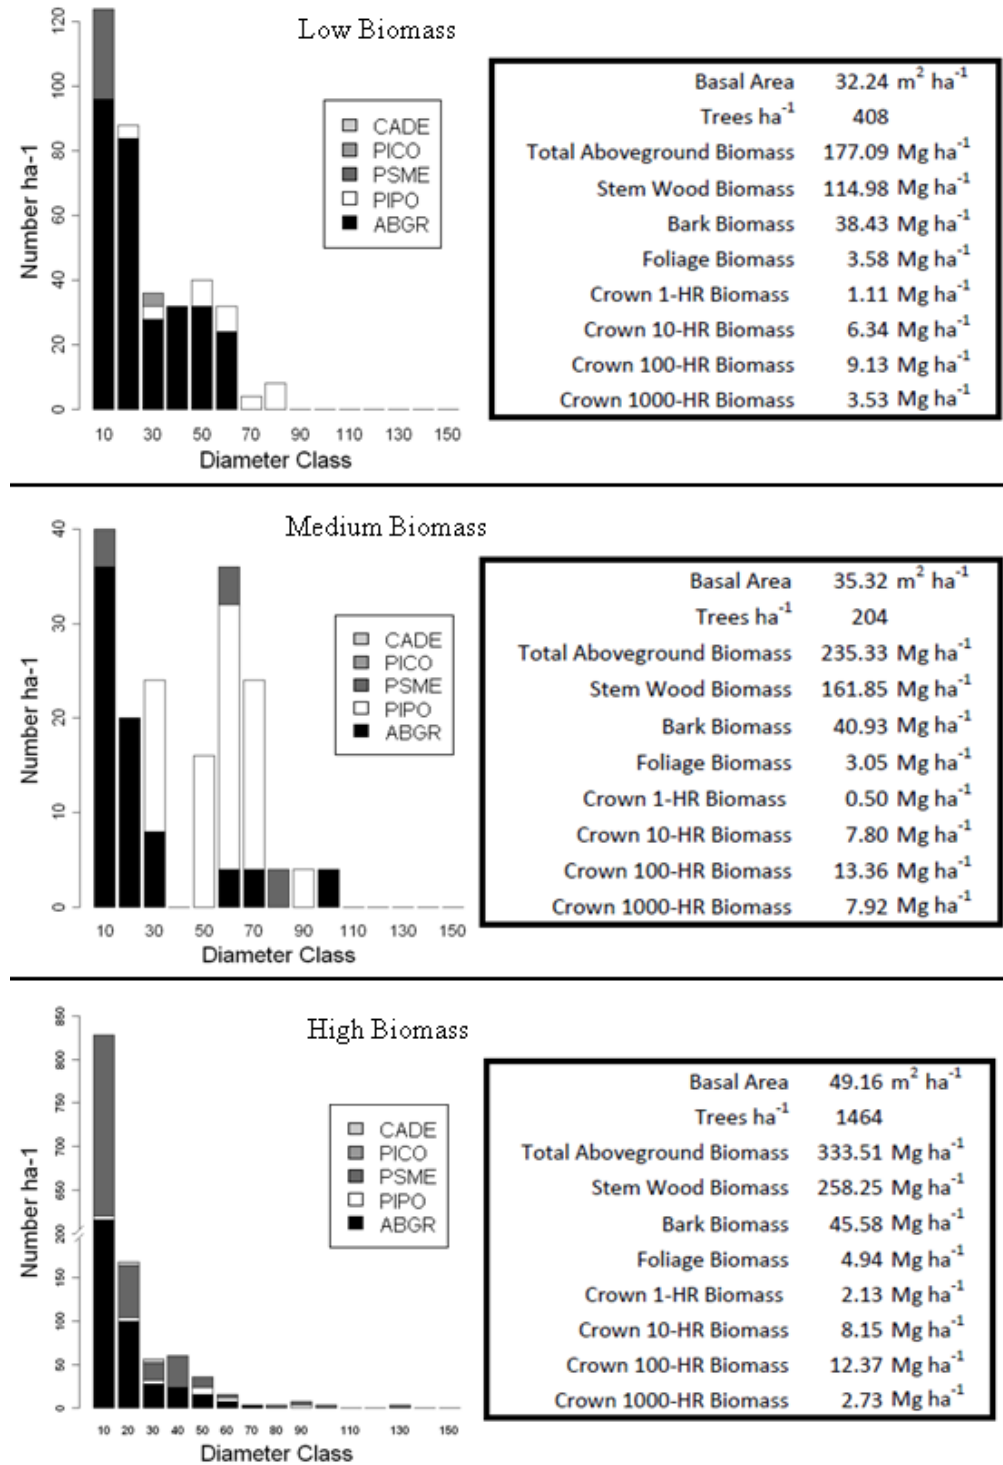 Low Biomass
120
100
80
60
40
20
0
Number ha-1
CADE
PICO
PSME
PIPO
ABGR
10 30 50 70 90 110 130 150
Diameter Class
Basal Area 32.24 m² ha⁻¹
Trees ha⁻¹ 408
Total Aboveground Biomass 177.09 Mg ha⁻¹
Stem Wood Biomass 114.98 Mg ha⁻¹
Bark Biomass 38.43 Mg ha⁻¹
Foliage Biomass 3.58 Mg ha⁻¹
Crown 1-HR Biomass 1.11 Mg ha⁻¹
Crown 10-HR Biomass 6.34 Mg ha⁻¹
Crown 100-HR Biomass 9.13 Mg ha⁻¹
Crown 1000-HR Biomass 3.53 Mg ha⁻¹
Medium Biomass
40
30
20
10
0
Number ha-1
CADE
PICO
PSME
PIPO
ABGR
10 30 50 70 90 110 130 150
Diameter Class
Basal Area 35.32 m² ha⁻¹
Trees ha⁻¹ 204
Total Aboveground Biomass 235.33 Mg ha⁻¹
Stem Wood Biomass 161.85 Mg ha⁻¹
Bark Biomass 40.93 Mg ha⁻¹
Foliage Biomass 3.05 Mg ha⁻¹
Crown 1-HR Biomass 0.50 Mg ha⁻¹
Crown 10-HR Biomass 7.80 Mg ha⁻¹
Crown 100-HR Biomass 13.36 Mg ha⁻¹
Crown 1000-HR Biomass 7.92 Mg ha⁻¹
High Biomass
850
800
750
700
650
150
100
50
0
Number ha-1
CADE
PICO
PSME
PIPO
ABGR
10 20 30 40 50 60 70 80 90 110 130 150
Diameter Class
Basal Area 49.16 m² ha⁻¹
Trees ha⁻¹ 1464
Total Aboveground Biomass 333.51 Mg ha⁻¹
Stem Wood Biomass 258.25 Mg ha⁻¹
Bark Biomass 45.58 Mg ha⁻¹
Foliage Biomass 4.94 Mg ha⁻¹
Crown 1-HR Biomass 2.13 Mg ha⁻¹
Crown 10-HR Biomass 8.15 Mg ha⁻¹
Crown 100-HR Biomass 12.37 Mg ha⁻¹
Crown 1000-HR Biomass 2.73 Mg ha⁻¹